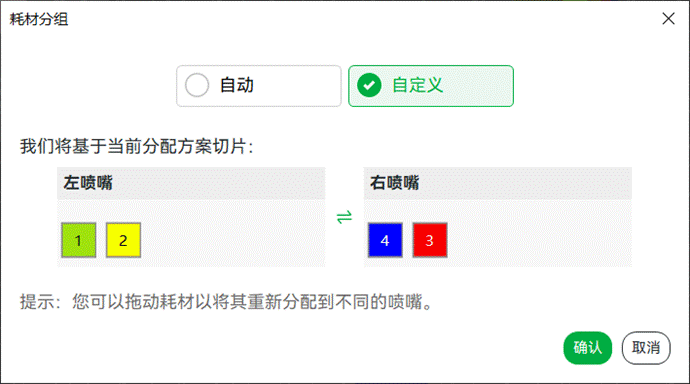 耗材分组
自动
自定义
我们将基于当前分配方案切片：
左喷嘴
右喷嘴
1 2
4 3
提示：您可以拖动耗材以将其重新分配到不同的喷嘴。
确认
取消